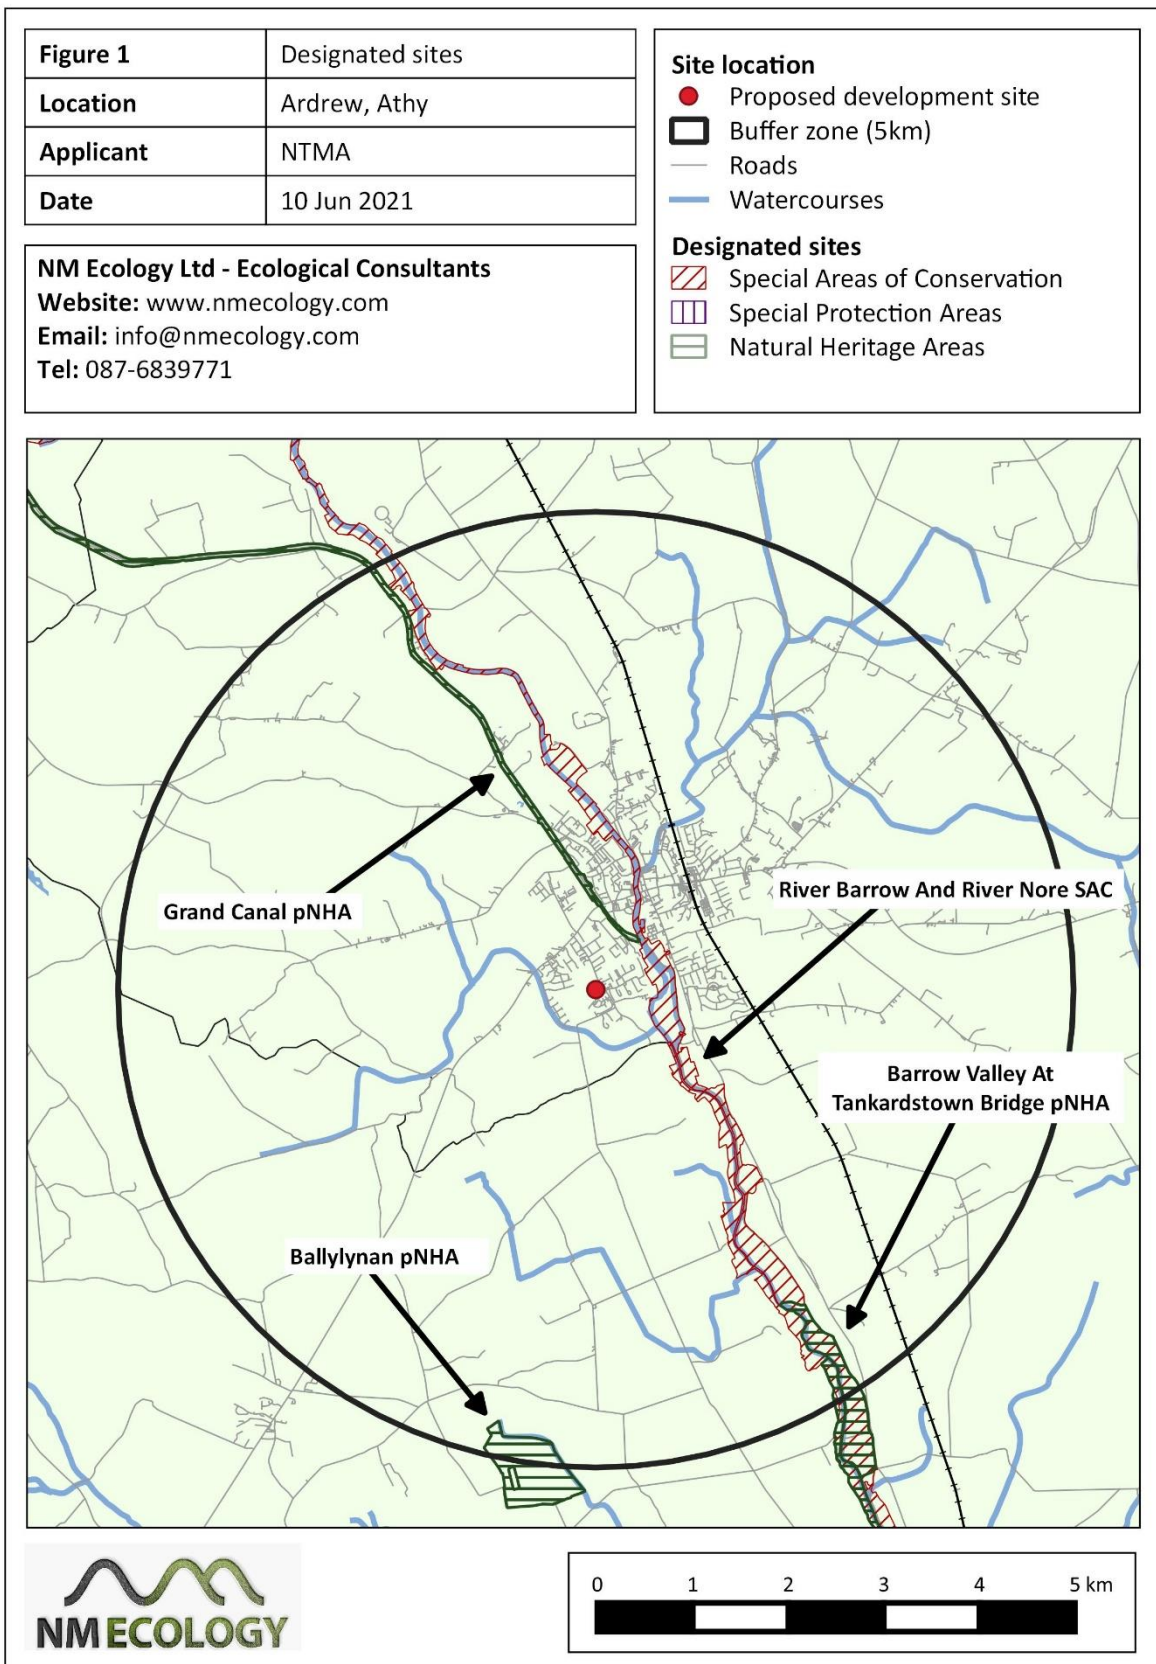 Figure 1 Designated sites
Location Ardrew, Athy
Applicant NTMA
Date 10 Jun 2021
NM Ecology Ltd - Ecological Consultants
Website: www.nmecology.com
Email: info@nmecology.com
Tel: 087-6839771
Site location
Proposed development site
Buffer zone (5km)
Roads
Watercourses
Designated sites
Special Areas of Conservation
Special Protection Areas
Natural Heritage Areas
Grand Canal pNHA
River Barrow And River Nore SAC
Barrow Valley At
Tankardstown Bridge pNHA
Ballylynan pNHA
NM ECOLOGY
0 1 2 3 4 5 km